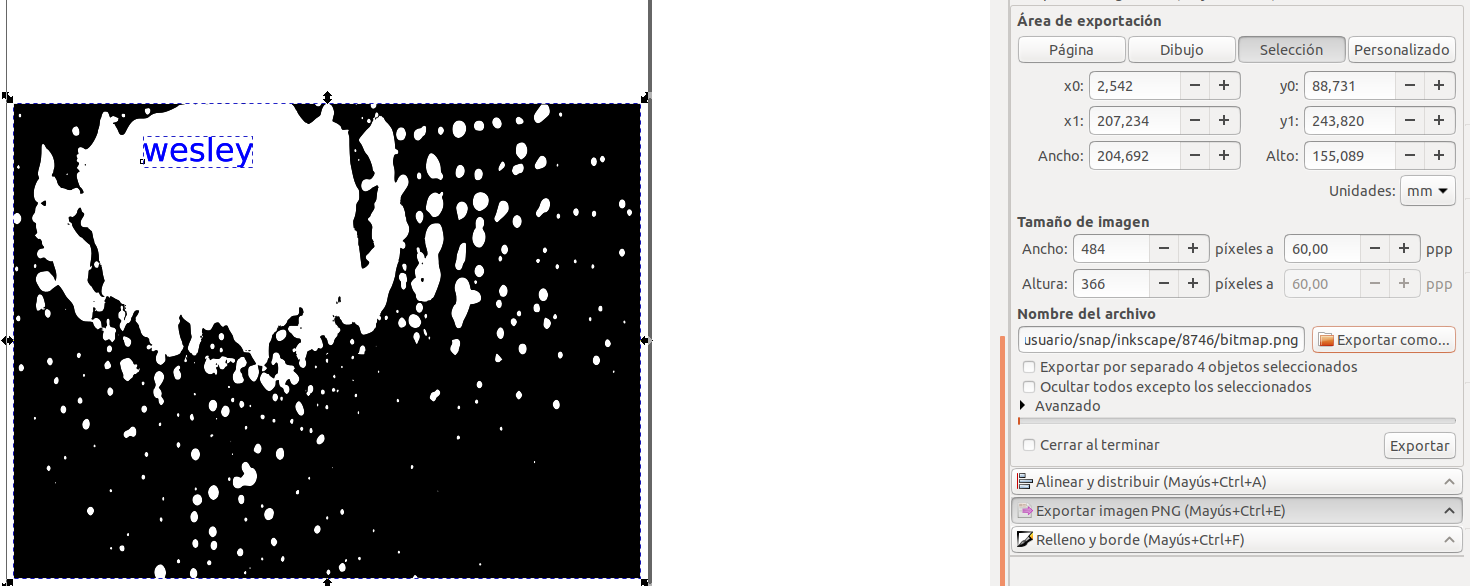 Área de exportación
Página Dibujo Selección Personalizado
x0: 2,542 − + y0: 88,731 − +
x1: 207,234 − + y1: 243,820 − +
Ancho: 204,692 − + Alto: 155,089 − +
Unidades: mm
Tamaño de imagen
Ancho: 484 − + píxeles a 60,00 − + ppp
Altura: 366 − + píxeles a 60,00 − + ppp
Nombre del archivo
usuario/snap/inkscape/8746/bitmap.png Exportar como...
Exportar por separado 4 objetos seleccionados
Ocultar todos excepto los seleccionados
Avanzado
Cerrar al terminar Exportar
Alinear y distribuir (Mayús+Ctrl+A)
Exportar imagen PNG (Mayús+Ctrl+E)
Relleno y borde (Mayús+Ctrl+F)
wesley